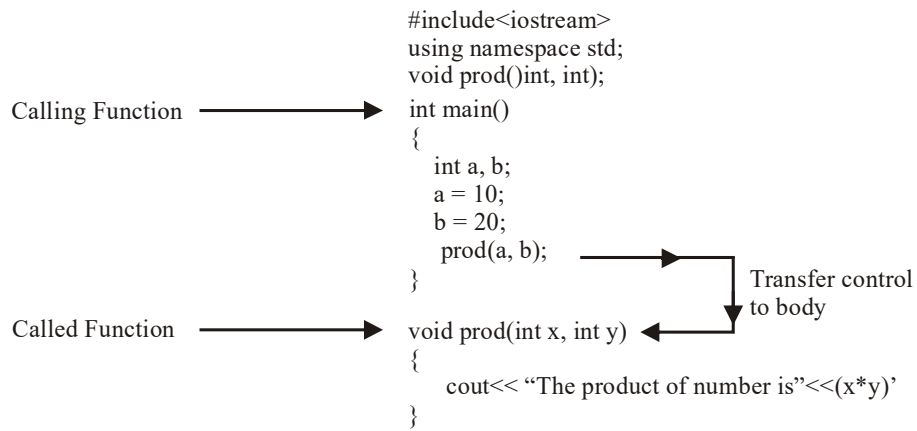 #include<iostream>
using namespace std;
void prod()int, int);
Calling Function
int main()
{
int a, b;
a = 10;
b = 20;
prod(a, b);
}
Transfer control
to body
Called Function
void prod(int x, int y)
{
cout<< “The product of number is”<<(x*y)’
}